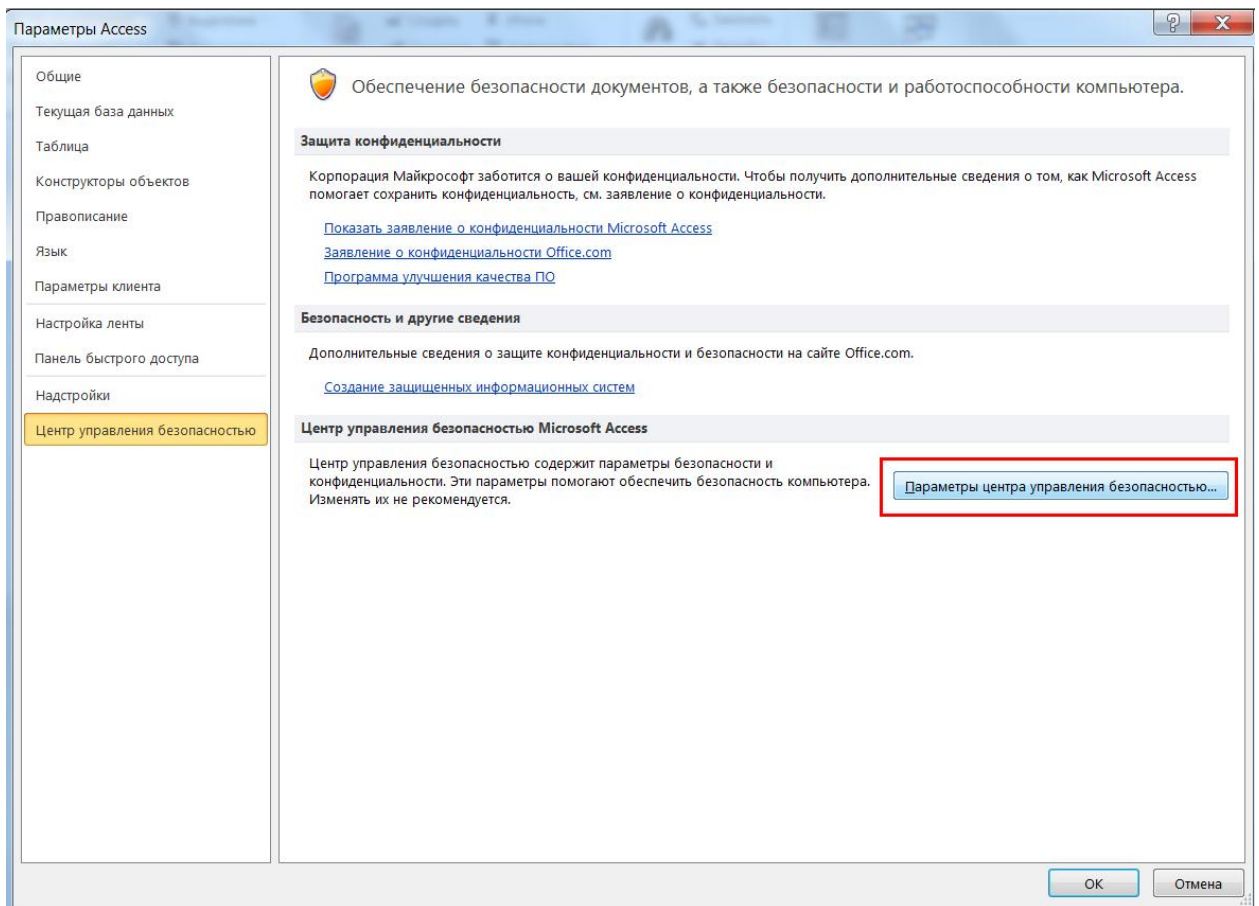 Параметры Access
Общие
Текущая база данных
Таблица
Конструкторы объектов
Правописание
Язык
Параметры клиента
Настройка ленты
Панель быстрого доступа
Надстройки
Центр управления безопасностью
Обеспечение безопасности документов, а также безопасности и работоспособности компьютера.
Защита конфиденциальности
Корпорация Майкрософт заботится о вашей конфиденциальности. Чтобы получить дополнительные сведения о том, как Microsoft Access
помогает сохранить конфиденциальность, см. заявление о конфиденциальности.
Показать заявление о конфиденциальности Microsoft Access
Заявление о конфиденциальности Office.com
Программа улучшения качества ПО
Безопасность и другие сведения
Дополнительные сведения о защите конфиденциальности и безопасности на сайте Office.com.
Создание защищенных информационных систем
Центр управления безопасностью Microsoft Access
Центр управления безопасностью содержит параметры безопасности и
конфиденциальности. Эти параметры помогают обеспечить безопасность компьютера.
Изменять их не рекомендуется.
Параметры центра управления безопасностью...
ОК
Отмена